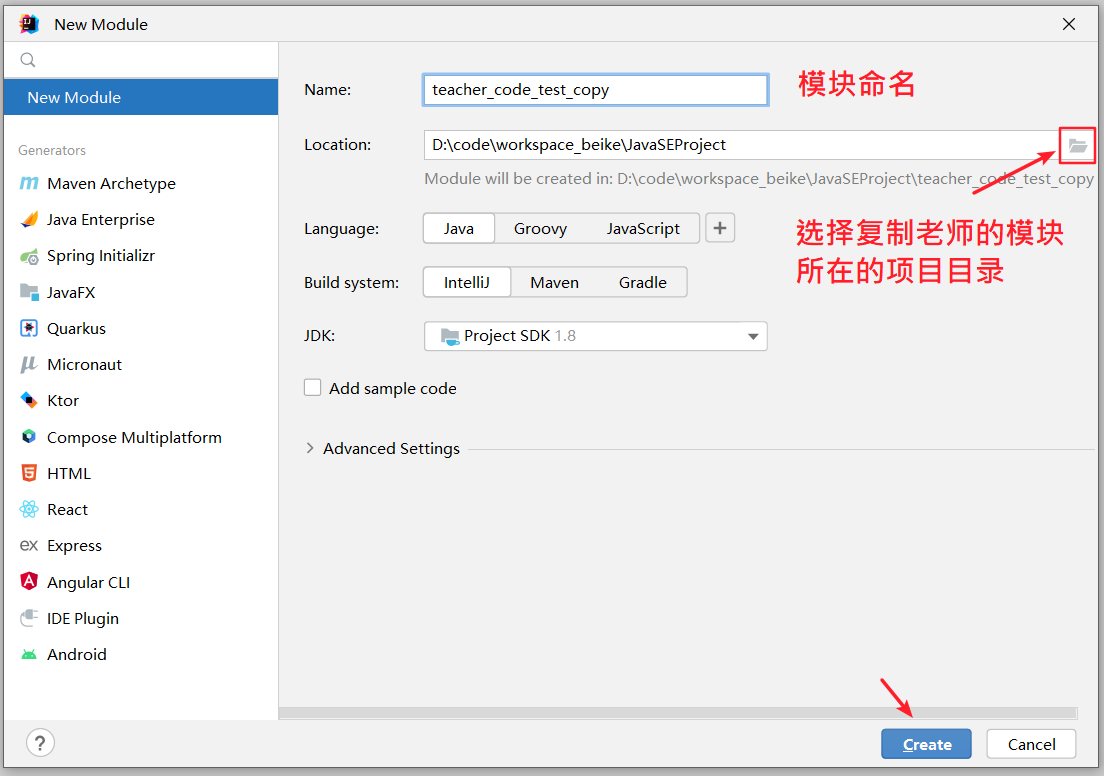 New Module
New Module
Generators
Maven Archetype
Java Enterprise
Spring Initializr
JavaFX
Quarkus
Micronaut
Ktor
Compose Multiplatform
HTML
React
ex Express
Angular CLI
IDE Plugin
Android
Name: teacher_code_test_copy
模块命名
Location: D:\code\workspace_beike\JavaSEProject
Module will be created in: D:\code\workspace_beike\JavaSEProject\teacher_code_test_copy
选择复制老师的模块
所在的项目目录
Language: Java Groovy JavaScript +
Build system: IntelliJ Maven Gradle
JDK: Project SDK 1.8
Add sample code
Advanced Settings
? Create Cancel